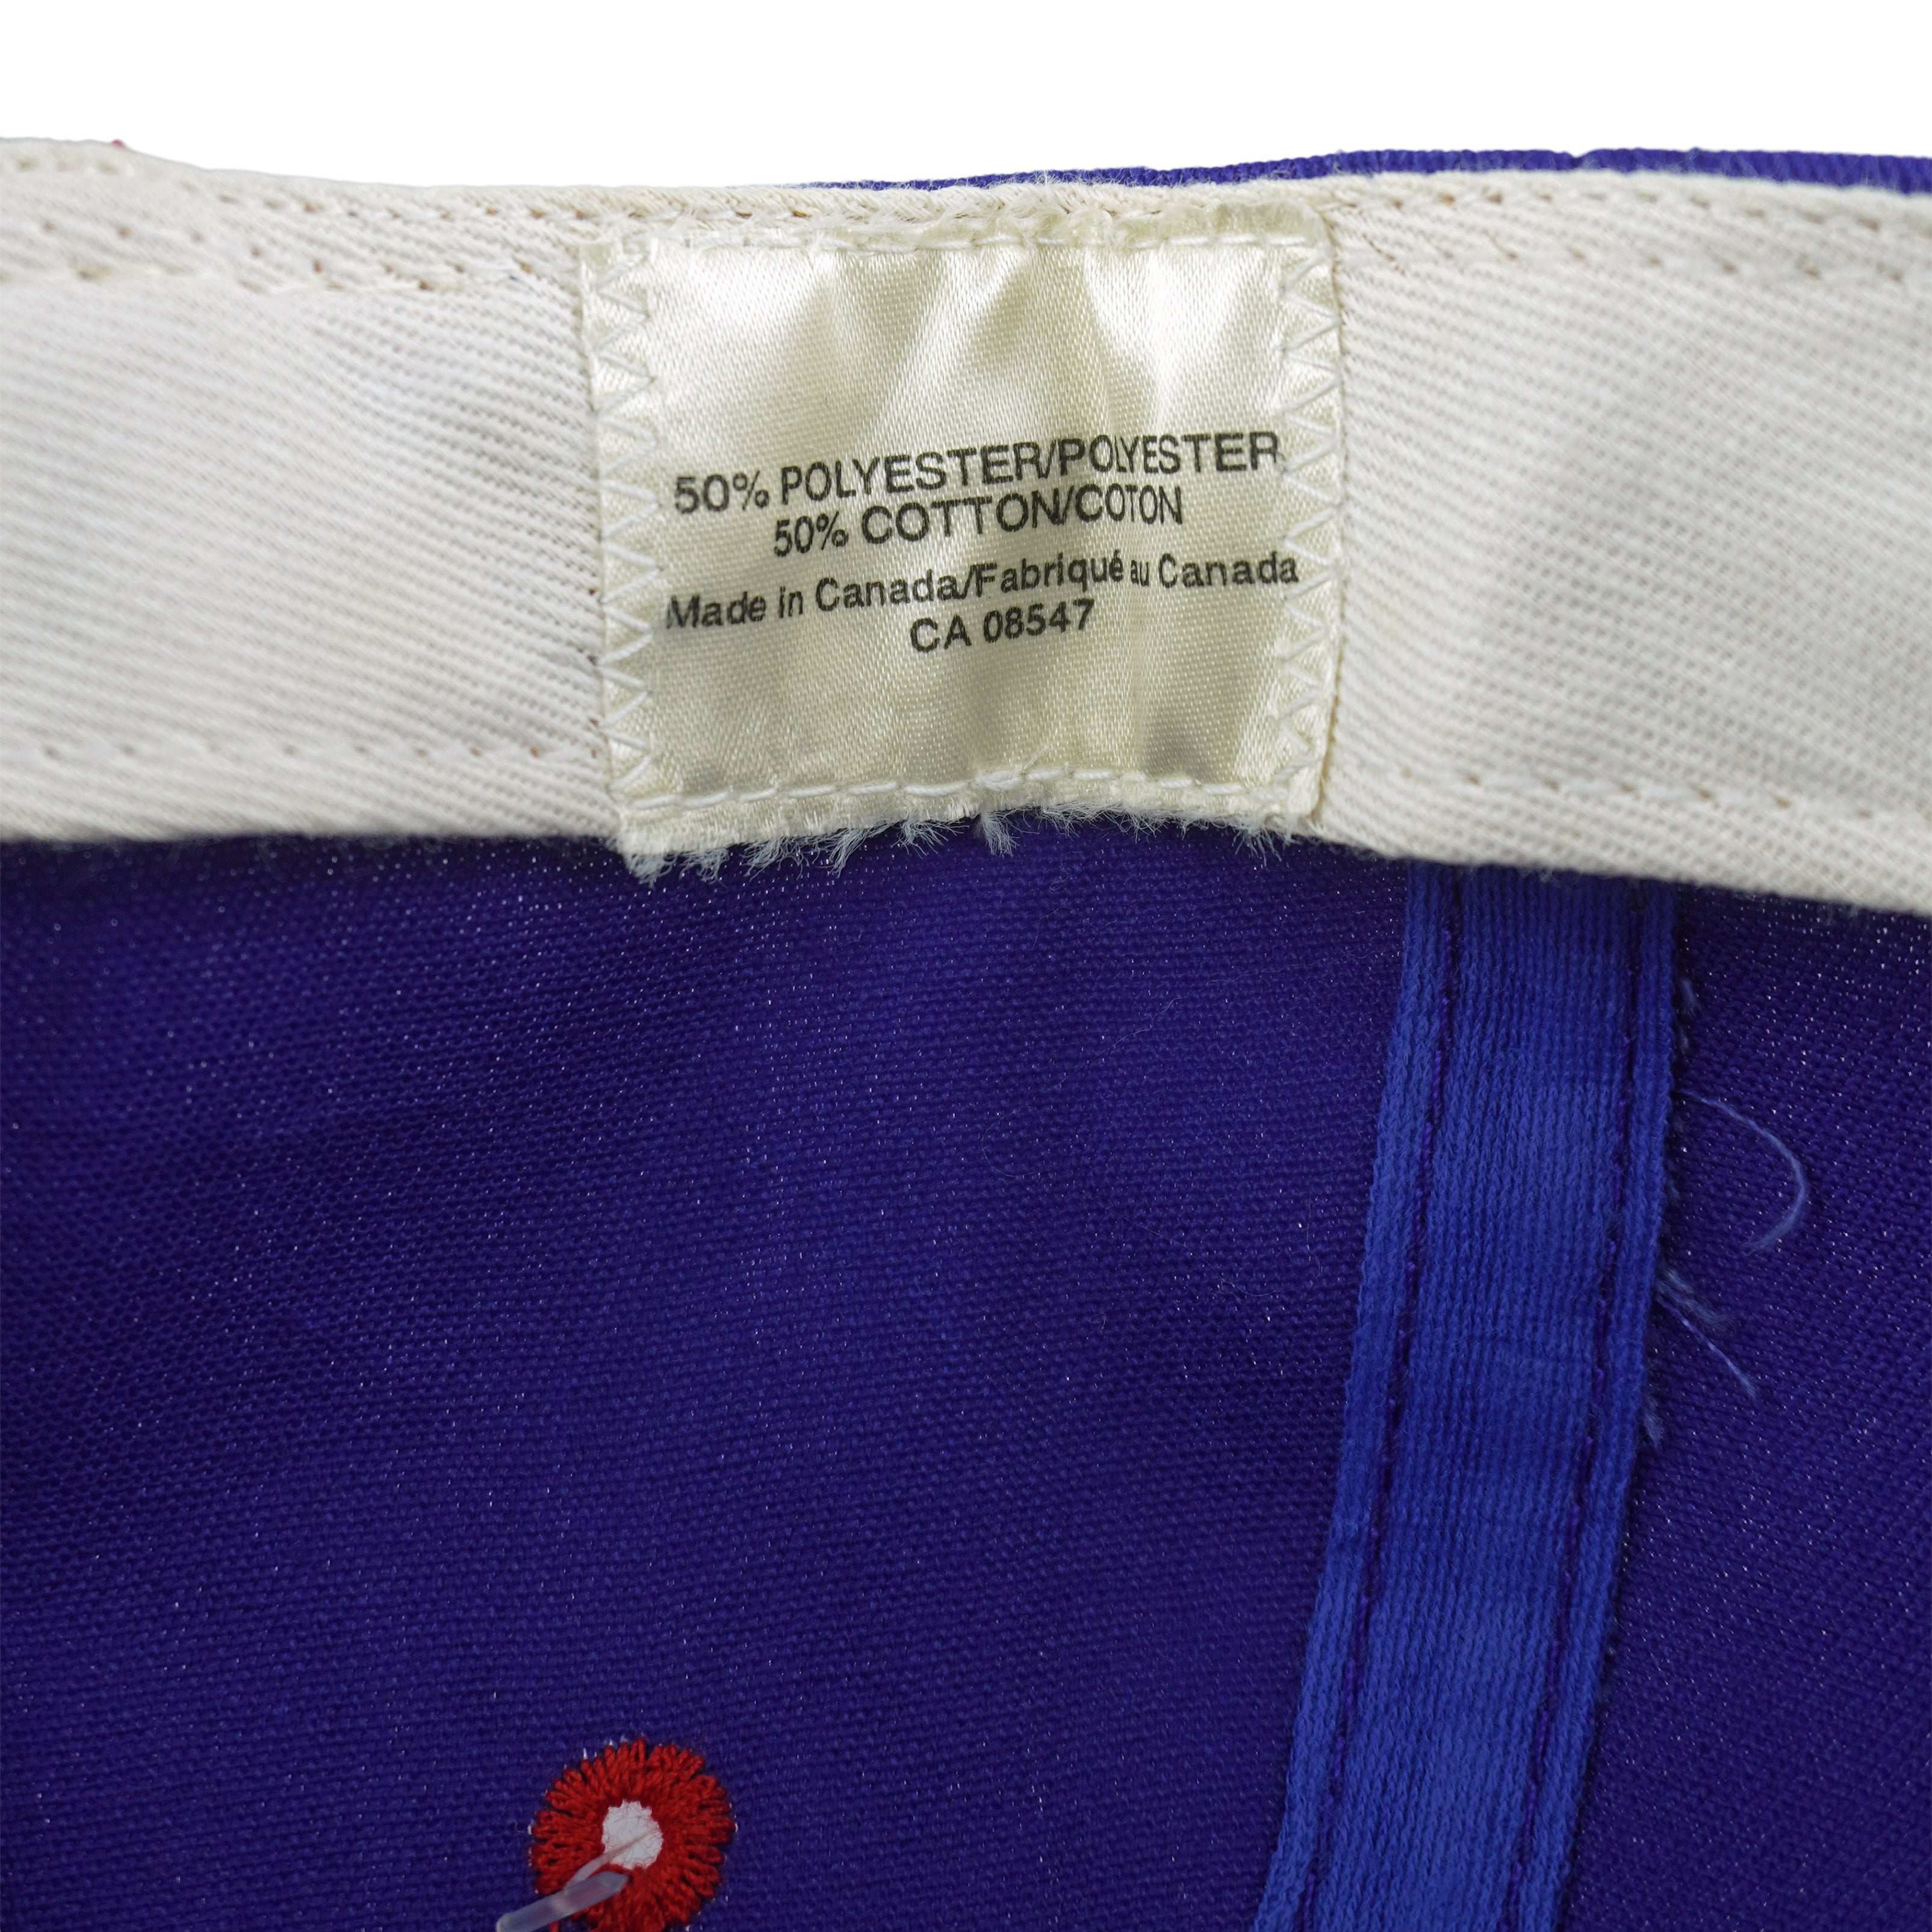 50% POLYESTER/POLYESTER
50% COTTON/COTON
Made in Canada/Fabriqué au Canada
CA 08547